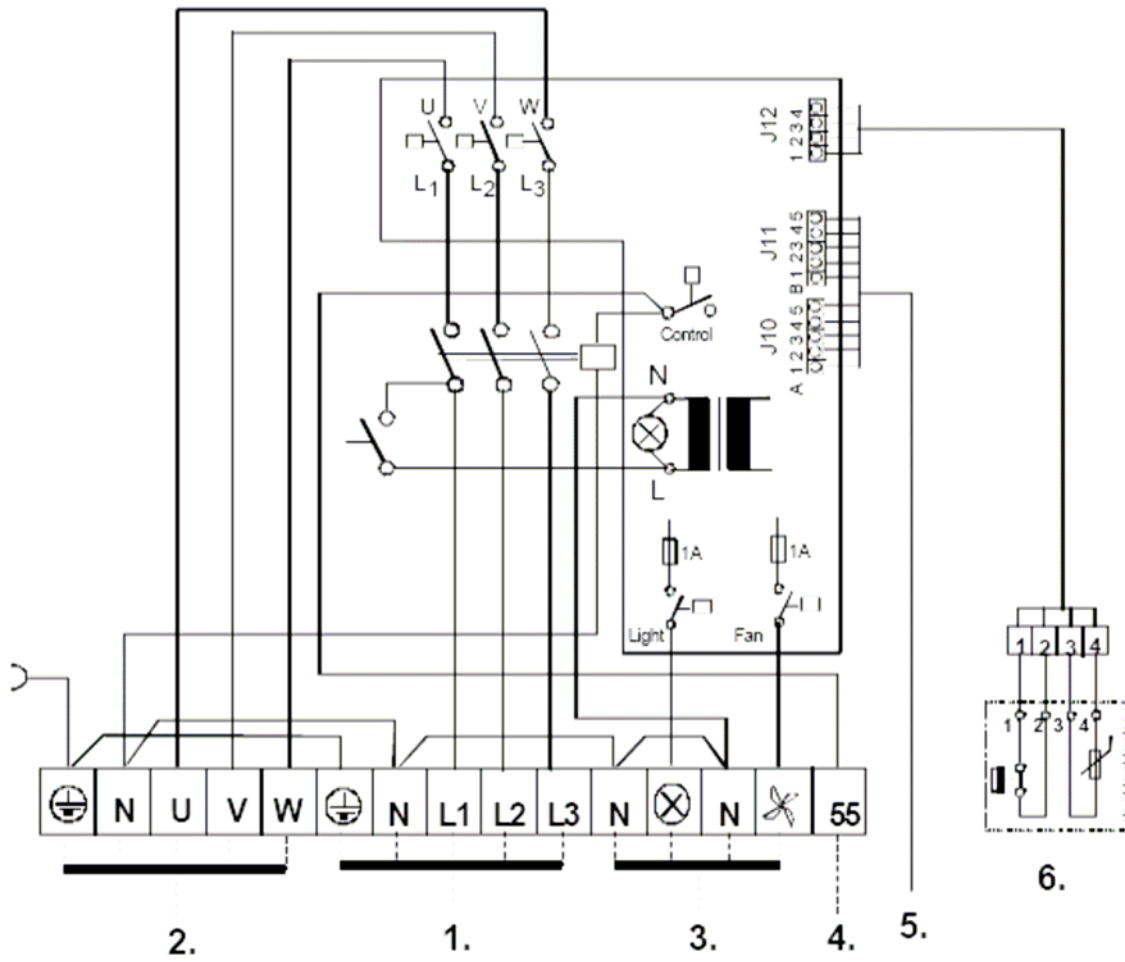 U V W
L1 L2 L3
J12
1 2 3 4
J11
B 1 2 3 4 5
J10
A 1 2 3 4 5
Control
N
L
1A 1A
Light Fan
1 2 3 4
1 2 3 4
N U V W N L1 L2 L3 N N 55
2. 1. 3. 4. 5. 6.